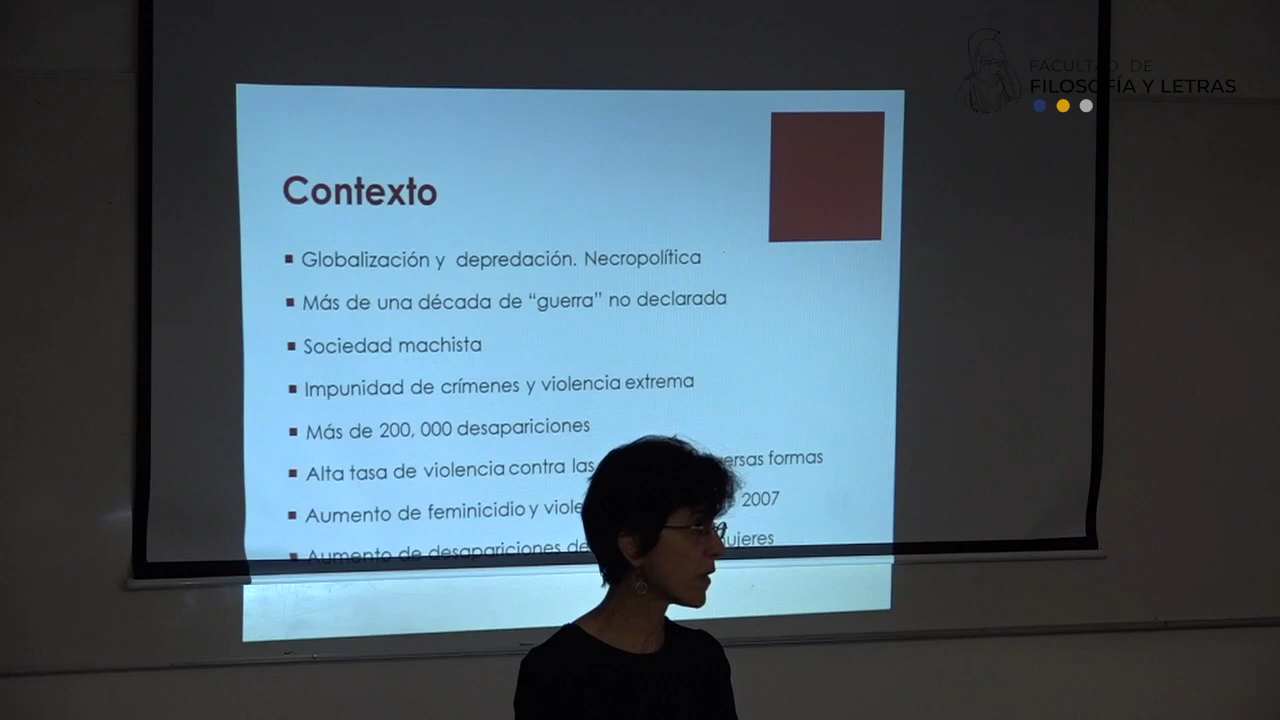 FACULTAD DE
FILOSOFÍA Y LETRAS
Contexto
Globalización y depredación. Necropolítica
Más de una década de “guerra” no declarada
Sociedad machista
Impunidad de crímenes y violencia extrema
Más de 200, 000 desapariciones
Alta tasa de violencia contra las ersas formas
Aumento de feminicidio y viole 2007
Aumento de desapariciones de ujeres